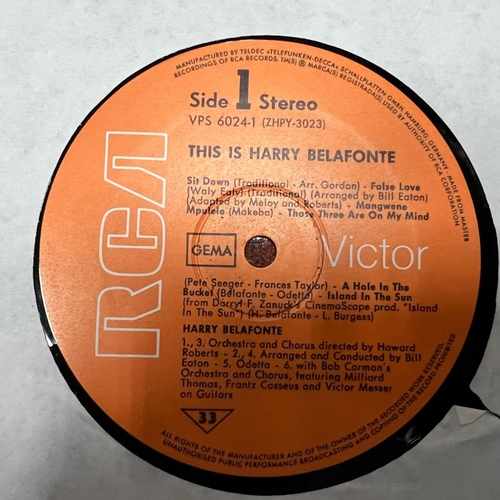 MANUFACTURED BY TELDEC »TELEFUNKEN-DECCA« SCHALLPLATTEN GMBH, HAMBURG, GERMANY, MADE FROM MASTER
RECORDINGS OF RCA RECORDS. TM(S) ® MARCA(S) REGISTRADA(S) USED BY AUTHORITY OF RCA
Side 1 Stereo
VPS 6024-1 (ZHPY-3023)
THIS IS HARRY BELAFONTE
Sit Down (Traditional - Arr. Gordon) - False Love
(Waly Faly) (Traditional) (Arranged by Bill Eaton)
(Adapted by Meloy and Roberts) - Mangwene
Mpulele (Makeba) - Those Three Are On My Mind
GEMA
Victor
(Pete Seeger - Frances Taylor) - A Hole In The
Bucket (Belafonte - Odetta) - Island In The Sun
(from Darryl F. Zanuck's CinemaScope prod. "Island
In The Sun") (H. Belafonte - L. Burgess)
HARRY BELAFONTE
1., 3. Orchestra and Chorus directed by Howard
Roberts - 2., 4. Arranged and Conducted by Bill
Eaton - 5. Odetta - 6. with Bob Corman's
Orchestra and Chorus, featuring Milliard
Thomas, Frantz Casseus and Victor Messer
on Guitars
33
ALL RIGHTS OF THE MANUFACTURER AND OF THE OWNER OF THE RECORDED WORK RESERVED.
UNAUTHORISED PUBLIC PERFORMANCE BROADCASTING AND COPYING OF THE RECORD PROHIBITED
RCA